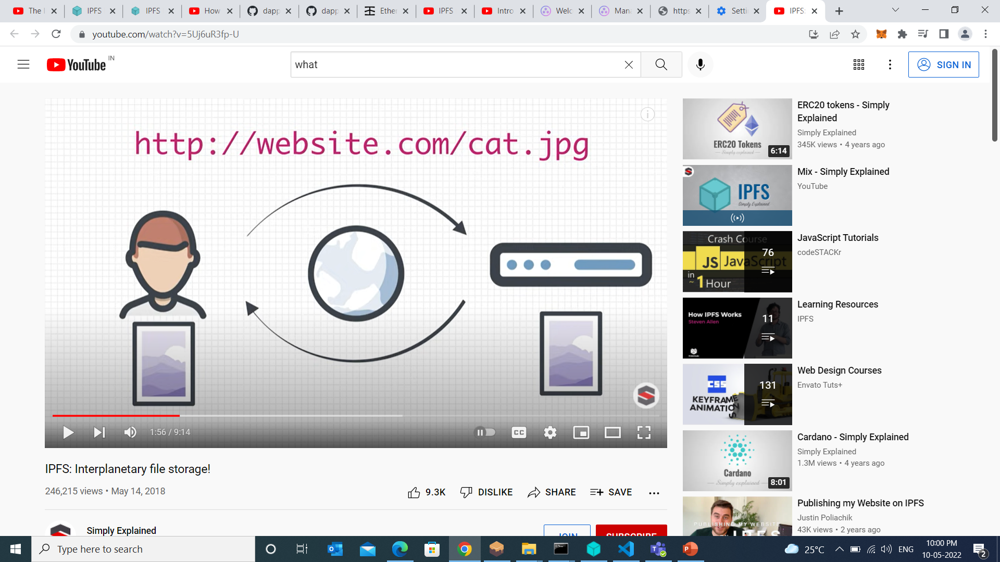 The I
IPFS
IPFS
How
dapp
dapp
Ether
IPFS
Intro
Welc
Mana
https
Setti
IPFS:
youtube.com/watch?v=5Uj6uR3fp-U
YouTube IN
what
SIGN IN
http://website.com/cat.jpg
1:56 / 9:14
CC
IPFS: Interplanetary file storage!
246,215 views • May 14, 2018
9.3K
DISLIKE
SHARE
SAVE
Simply Explained
JOIN
SUBSCRIBE
ERC20 Tokens
Simply explained
6:14
ERC20 tokens - Simply
Explained
Simply Explained
345K views • 4 years ago
IPFS
Simply Explained
Mix - Simply Explained
YouTube
Crash Course
JS JavaScript
in
~ 1 Hour
76
JavaScript Tutorials
codeSTACKr
How IPFS Works
Steven Allen
11
Learning Resources
IPFS
CSS
KEYFRAME
ANIMATIONS
131
Web Design Courses
Envato Tuts+
Cardano
Simply explained
8:01
Cardano - Simply Explained
Simply Explained
1.3M views • 4 years ago
PUBLISHING MY WEBSITE
Publishing my Website on IPFS
Justin Poliachik
43K views • 2 years ago
Type here to search
25°C
ENG
10:00 PM
10-05-2022
2